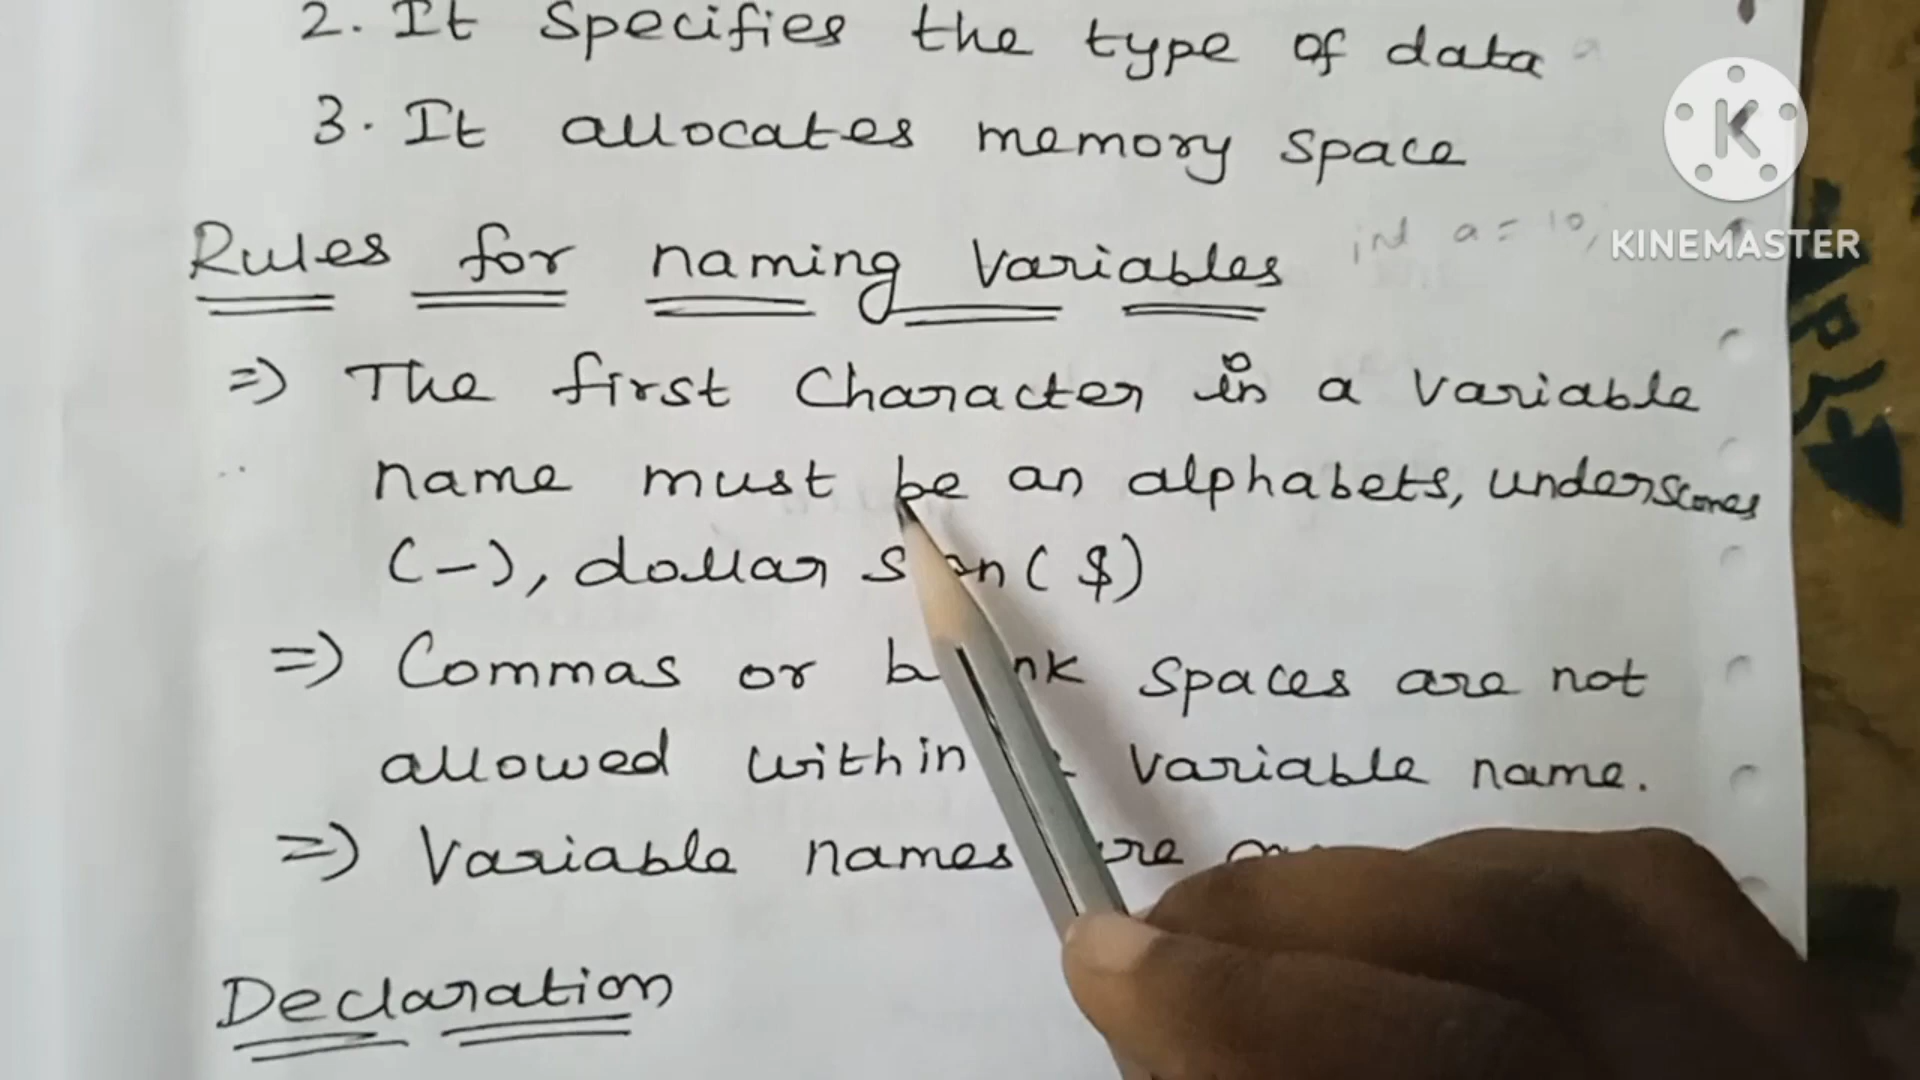 2. It specifies the type of data
3. It allocates memory space
int a = 10,
KINEMASTER
Rules for naming Variables
=) The first Character in a variable
name must be an alphabets, underscores
(-), dollar (\$)
=) Commas or spaces are not
allowed within variable name.
=) Variable names
Declaration